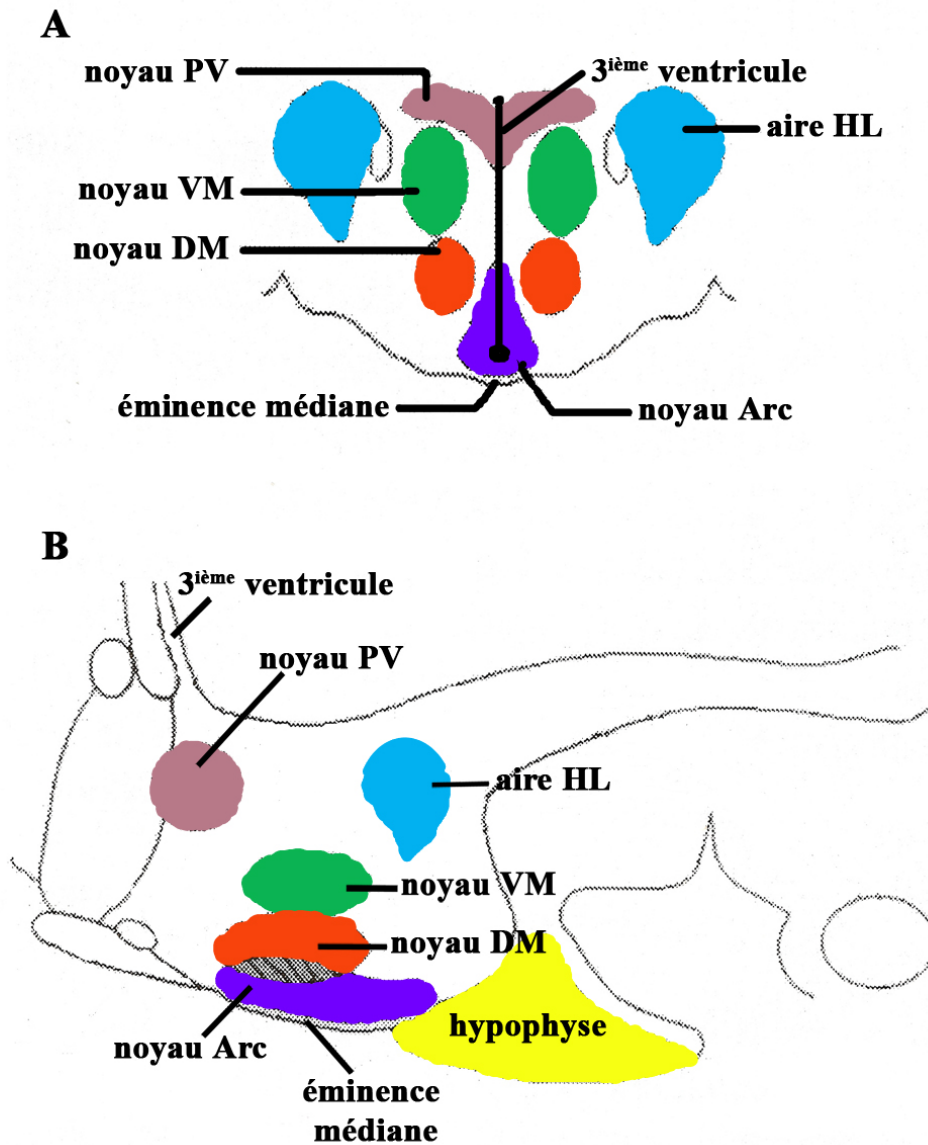 A
noyau PV
3ième ventricule
aire HL
noyau VM
noyau DM
éminence médiane
noyau Arc
B
3ième ventricule
noyau PV
aire HL
noyau VM
noyau DM
hypophyse
noyau Arc
éminence
médiane